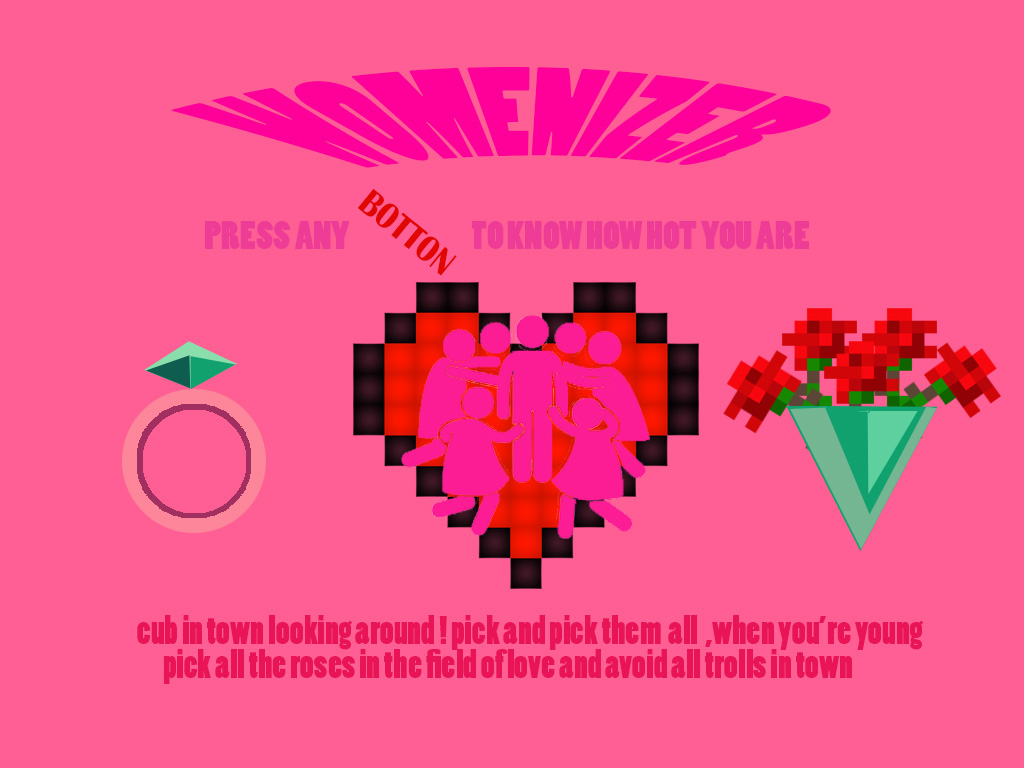 WOMENIZER
PRESS ANY BOTTON TO KNOW HOW HOT YOU ARE
cub in town looking around ! pick and pick them all ,when you're young
pick all the roses in the field of love and avoid all trolls in town